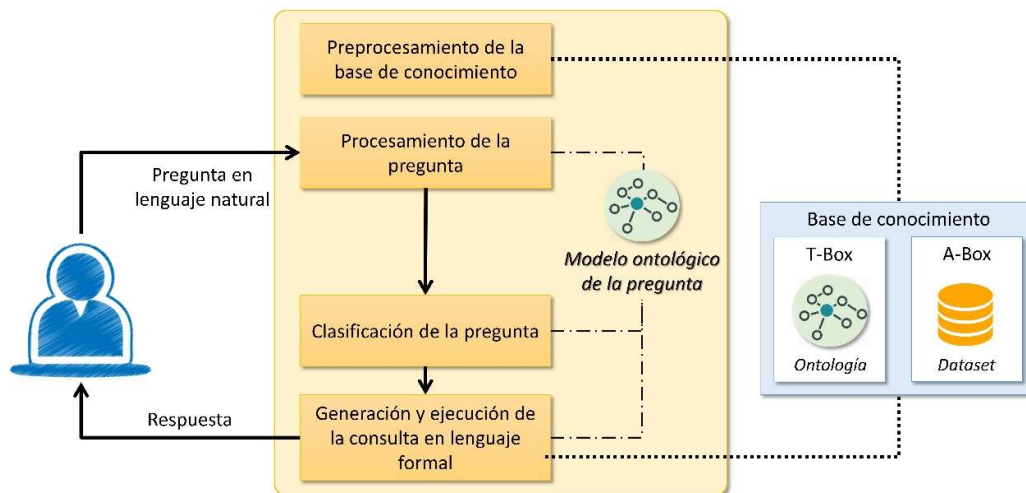 Preprocesamiento de la
base de conocimiento
Procesamiento de la
pregunta
Pregunta en
lenguaje natural
Modelo ontológico
de la pregunta
Base de conocimiento
T-Box
A-Box
Ontología
Dataset
Clasificación de la pregunta
Respuesta
Generación y ejecución de
la consulta en lenguaje
formal